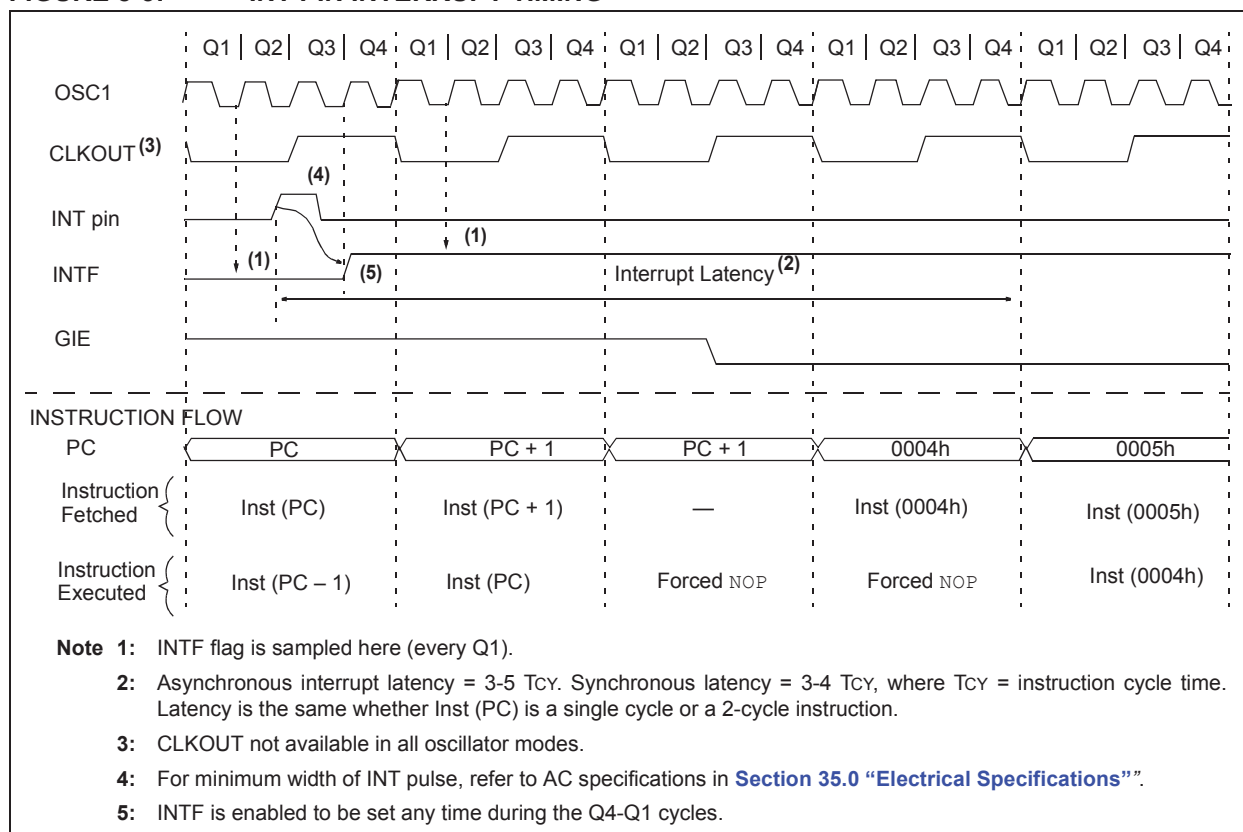 Q1 Q2 Q3 Q4 Q1 Q2 Q3 Q4 Q1 Q2 Q3 Q4 Q1 Q2 Q3 Q4 Q1 Q2 Q3 Q4
OSC1
CLKOUT (3)
(4)
INT pin
(1)
(1)
INTF
(5)
Interrupt Latency (2)
GIE
INSTRUCTION FLOW
PC PC PC + 1 PC + 1 0004h 0005h
Instruction
Fetched
Inst (PC) Inst (PC + 1) — Inst (0004h) Inst (0005h)
Instruction
Executed
Inst (PC – 1) Inst (PC) Forced NOP Forced NOP Inst (0004h)
Note 1: INTF flag is sampled here (every Q1).
2: Asynchronous interrupt latency = 3-5 TCY. Synchronous latency = 3-4 TCY, where TCY = instruction cycle time.
Latency is the same whether Inst (PC) is a single cycle or a 2-cycle instruction.
3: CLKOUT not available in all oscillator modes.
4: For minimum width of INT pulse, refer to AC specifications in Section 35.0 “Electrical Specifications””.
5: INTF is enabled to be set any time during the Q4-Q1 cycles.